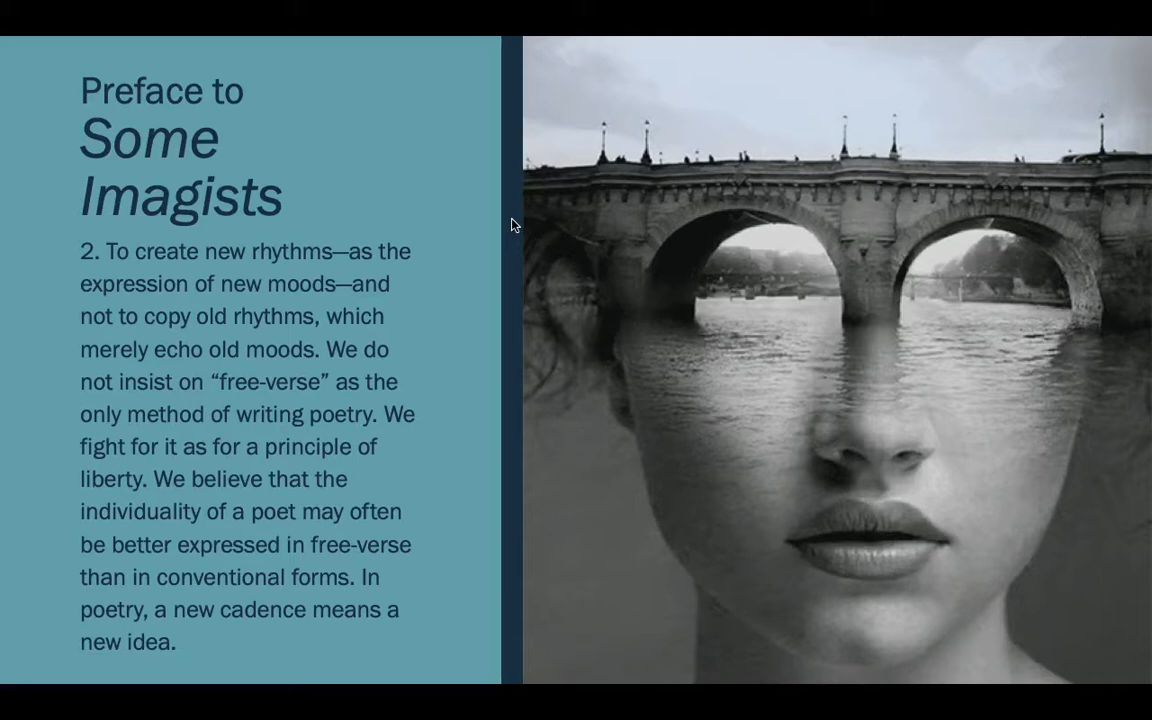 Preface to
Some
Imagists
2. To create new rhythms—as the
expression of new moods—and
not to copy old rhythms, which
merely echo old moods. We do
not insist on “free-verse” as the
only method of writing poetry. We
fight for it as for a principle of
liberty. We believe that the
individuality of a poet may often
be better expressed in free-verse
than in conventional forms. In
poetry, a new cadence means a
new idea.